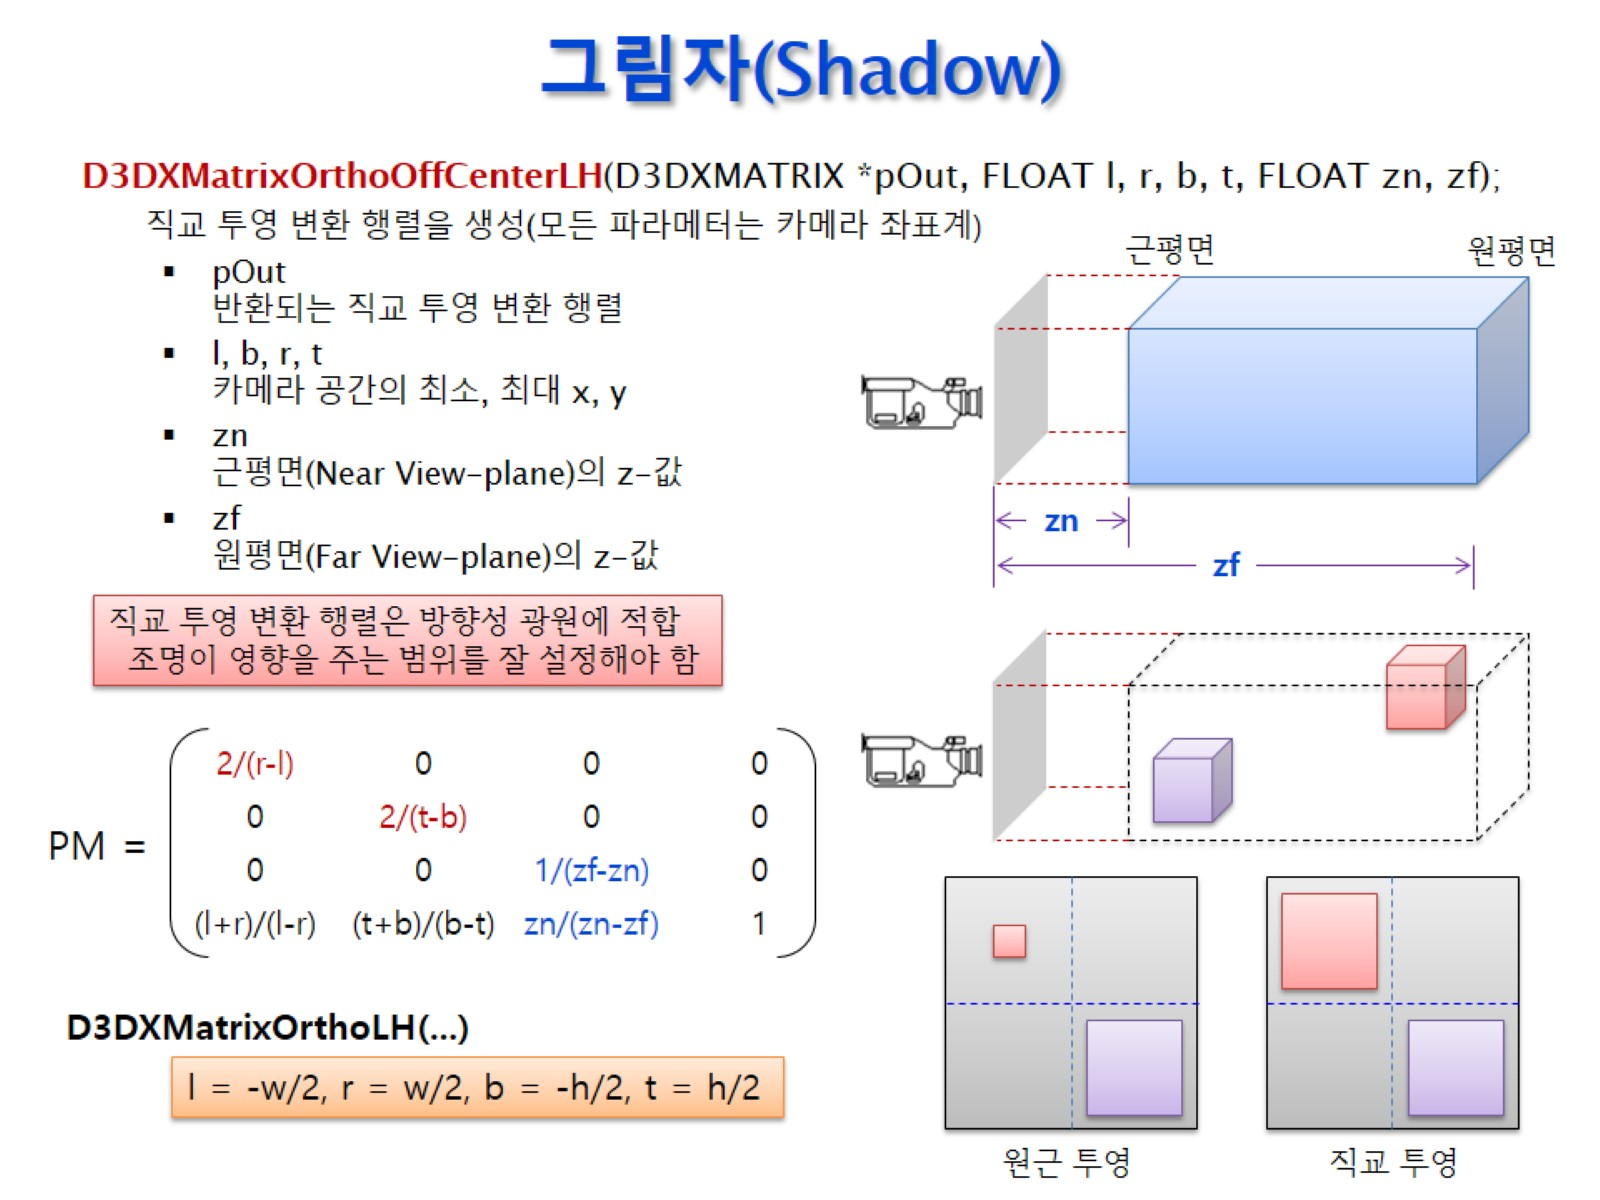 그림자(Shadow)
D3DXMatrixOrthoOffCenterLH(D3DXMATRIX *pOut, FLOAT l, r, b, t, FLOAT zn, zf);
직교 투영 변환 행렬을 생성(모든 파라메터는 카메라 좌표계)
▪ pOut
반환되는 직교 투영 변환 행렬
▪ l, b, r, t
카메라 공간의 최소, 최대 x, y
▪ zn
근평면(Near View-plane)의 z-값
▪ zf
원평면(Far View-plane)의 z-값
근평면 원평면
zn
zf
직교 투영 변환 행렬은 방향성 광원에 적합
조명이 영향을 주는 범위를 잘 설정해야 함
PM =
2/(r-l) 0 0 0
0 2/(t-b) 0 0
0 0 1/(zf-zn) 0
(l+r)/(l-r) (t+b)/(b-t) zn/(zn-zf) 1
D3DXMatrixOrthoLH(...)
l = -w/2, r = w/2, b = -h/2, t = h/2
원근 투영 직교 투영